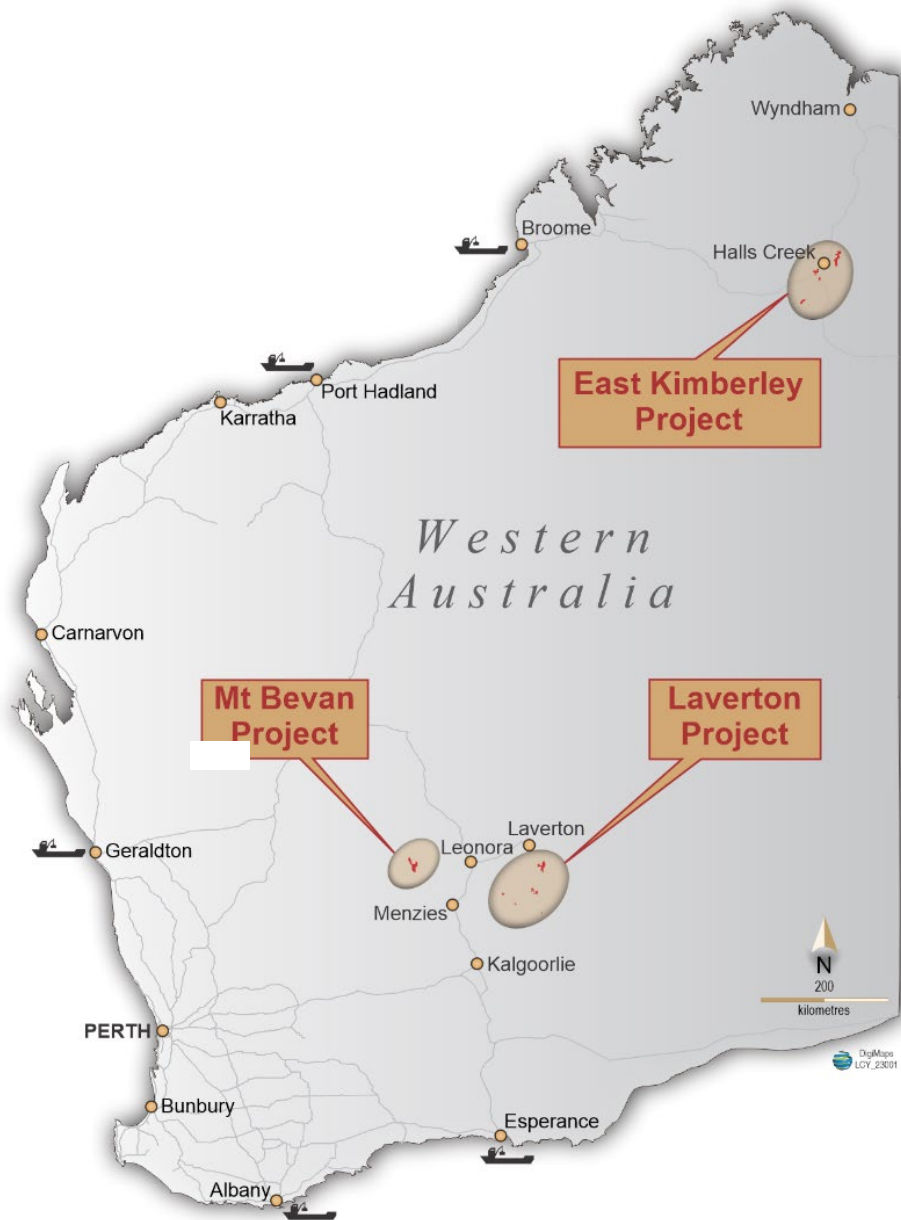 Wyndham
Broome
Halls Creek
East Kimberley
Project
Port Hadland
Karratha
Western
Australia
Carnarvon
Mt Bevan
Project
Laverton
Project
Laverton
Leonora
Geraldton
Menzies
Kalgoorlie
N
200
kilometres
PERTH
DigiMaps
LCY_23001
Bunbury
Esperance
Albany